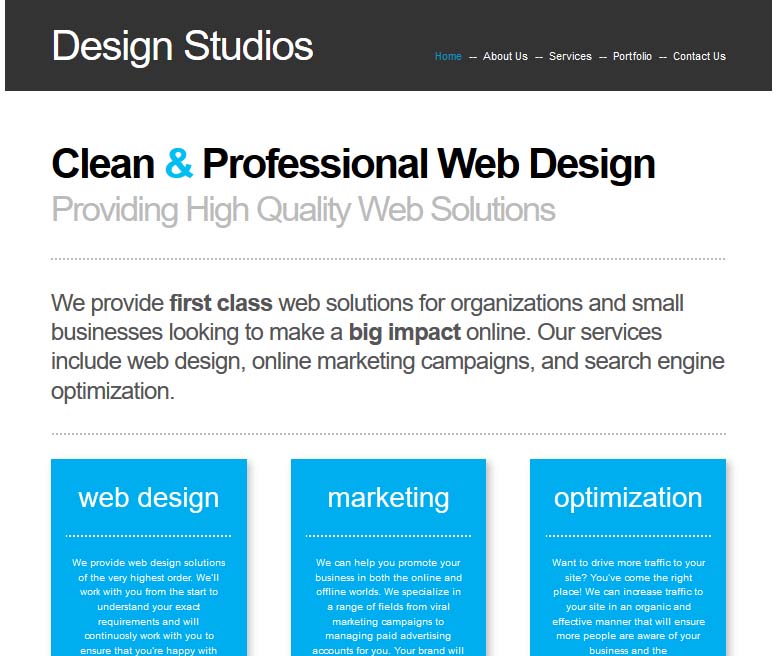 Design Studios
Home -- About Us -- Services -- Portfolio -- Contact Us
Clean & Professional Web Design
Providing High Quality Web Solutions
We provide first class web solutions for organizations and small
businesses looking to make a big impact online. Our services
include web design, online marketing campaigns, and search engine
optimization.
web design
We provide web design solutions
of the very highest order. We'll
work with you from the start to
understand your exact
requirements and will
continuosly work with you to
ensure that you're happy with
marketing
We can help you promote your
business in both the online and
offline worlds. We specialize in
a range of fields from viral
marketing campaigns to
managing paid advertising
accounts for you. Your brand will
optimization
Want to drive more traffic to your
site? You've come the right
place! We can increase traffic to
your site in an organic and
effective manner that will ensure
more people are aware of your
business and the